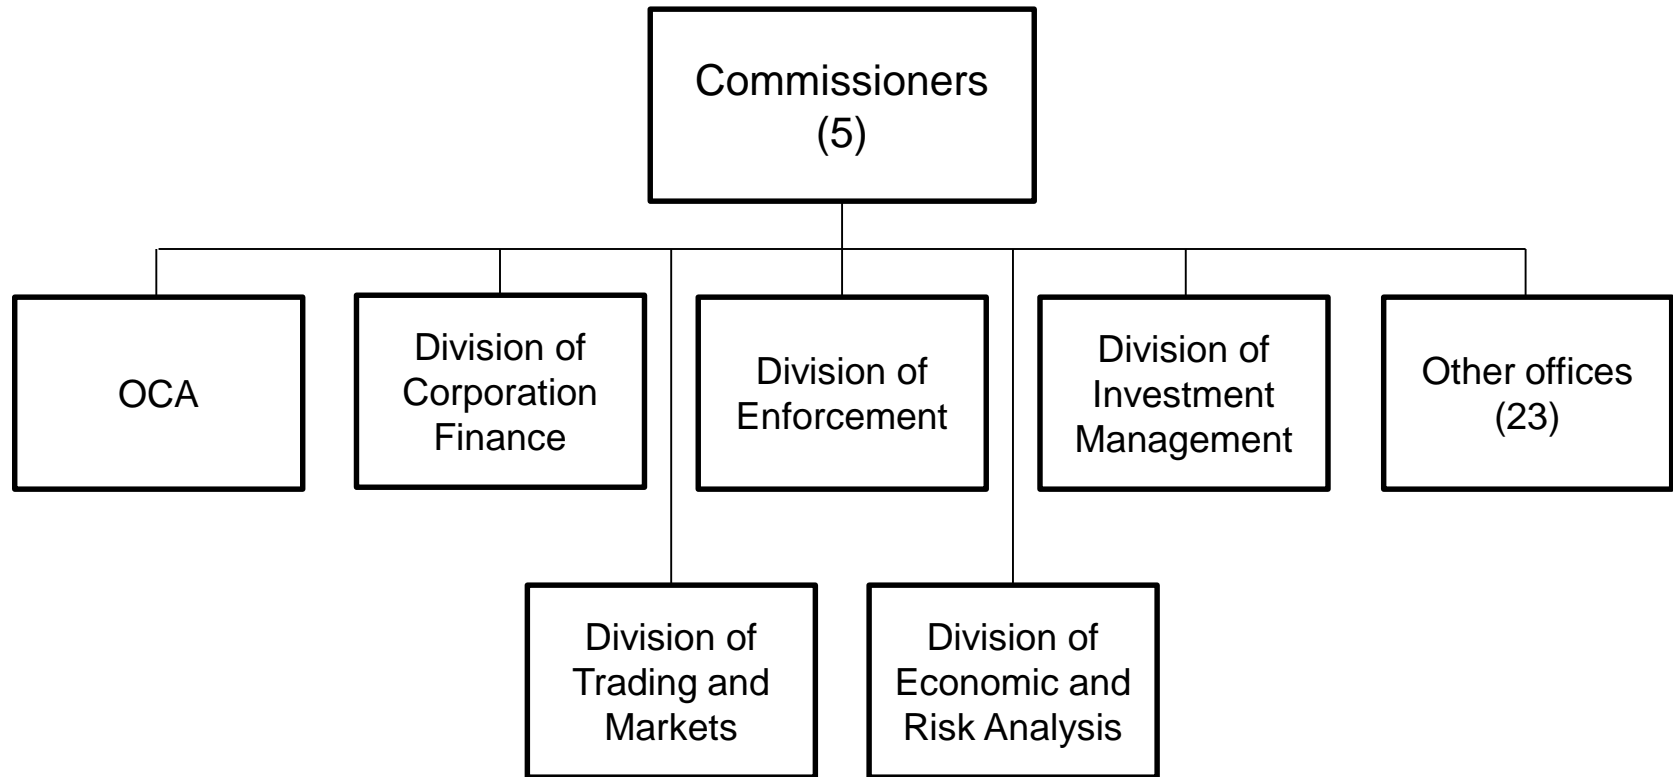 Commissioners
(5)
OCA
Division of
Corporation
Finance
Division of
Enforcement
Division of
Investment
Management
Other offices
(23)
Division of
Trading and
Markets
Division of
Economic and
Risk Analysis